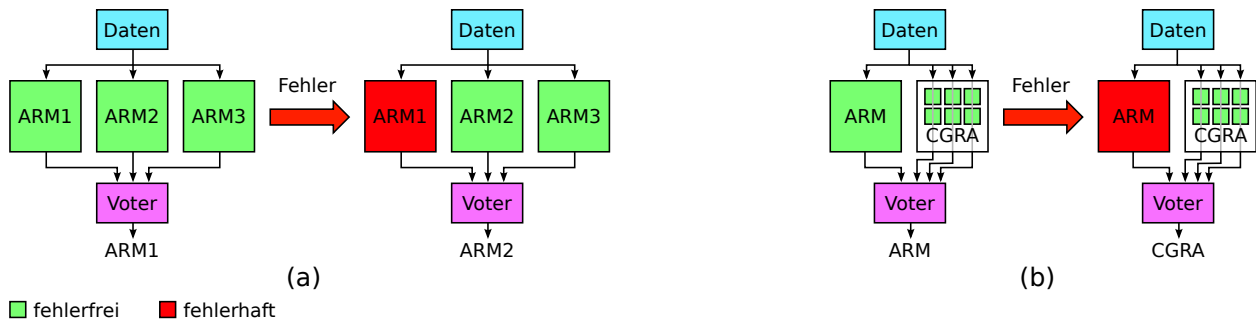 Daten
ARM1 ARM2 ARM3
Voter
ARM1
Fehler
Daten
ARM1 ARM2 ARM3
Voter
ARM2
(a)
Daten
ARM CGRA
Voter
ARM
Fehler
Daten
ARM CGRA
Voter
CGRA
(b)
fehlerfrei fehlerhaft